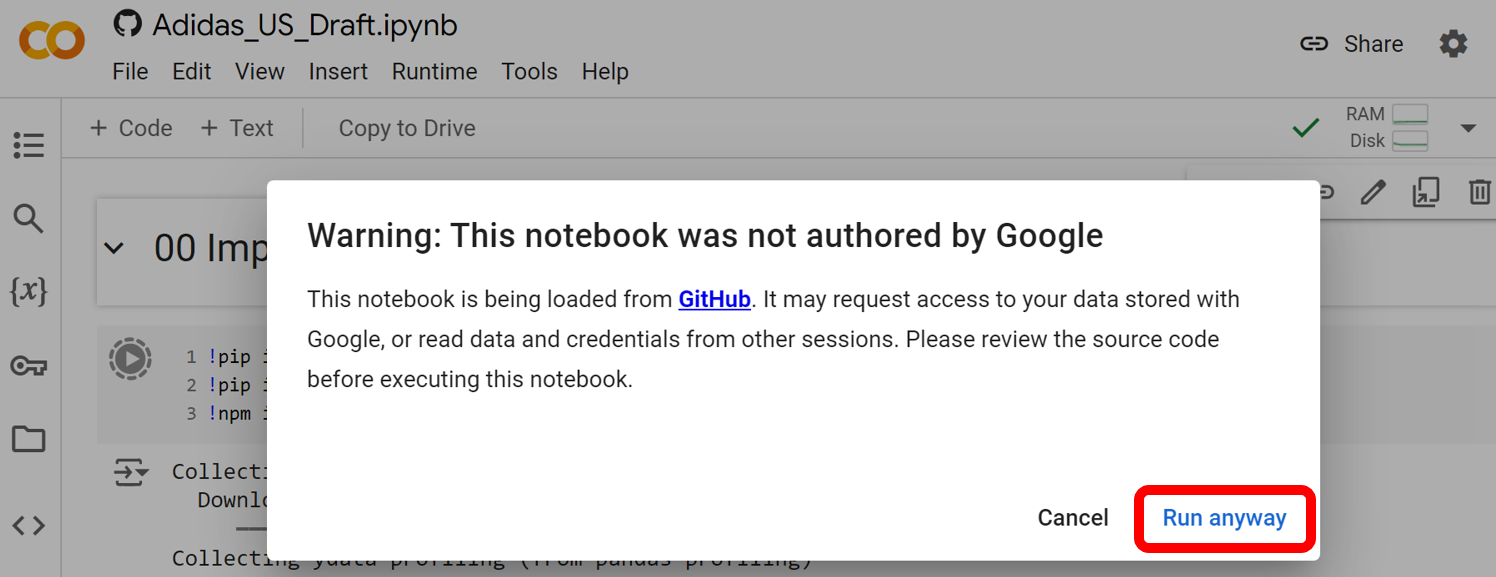 Adidas_US_Draft.ipynb
File Edit View Insert Runtime Tools Help
Share
+ Code + Text Copy to Drive
RAM
Disk
00 Imp
Warning: This notebook was not authored by Google
This notebook is being loaded from GitHub. It may request access to your data stored with
Google, or read data and credentials from other sessions. Please review the source code
before executing this notebook.
1 !pip i
2 !pip i
3 !npm i
Collecti
Downlo
Cancel Run anyway
Collecting ydata-profiling (from pandas-profiling)